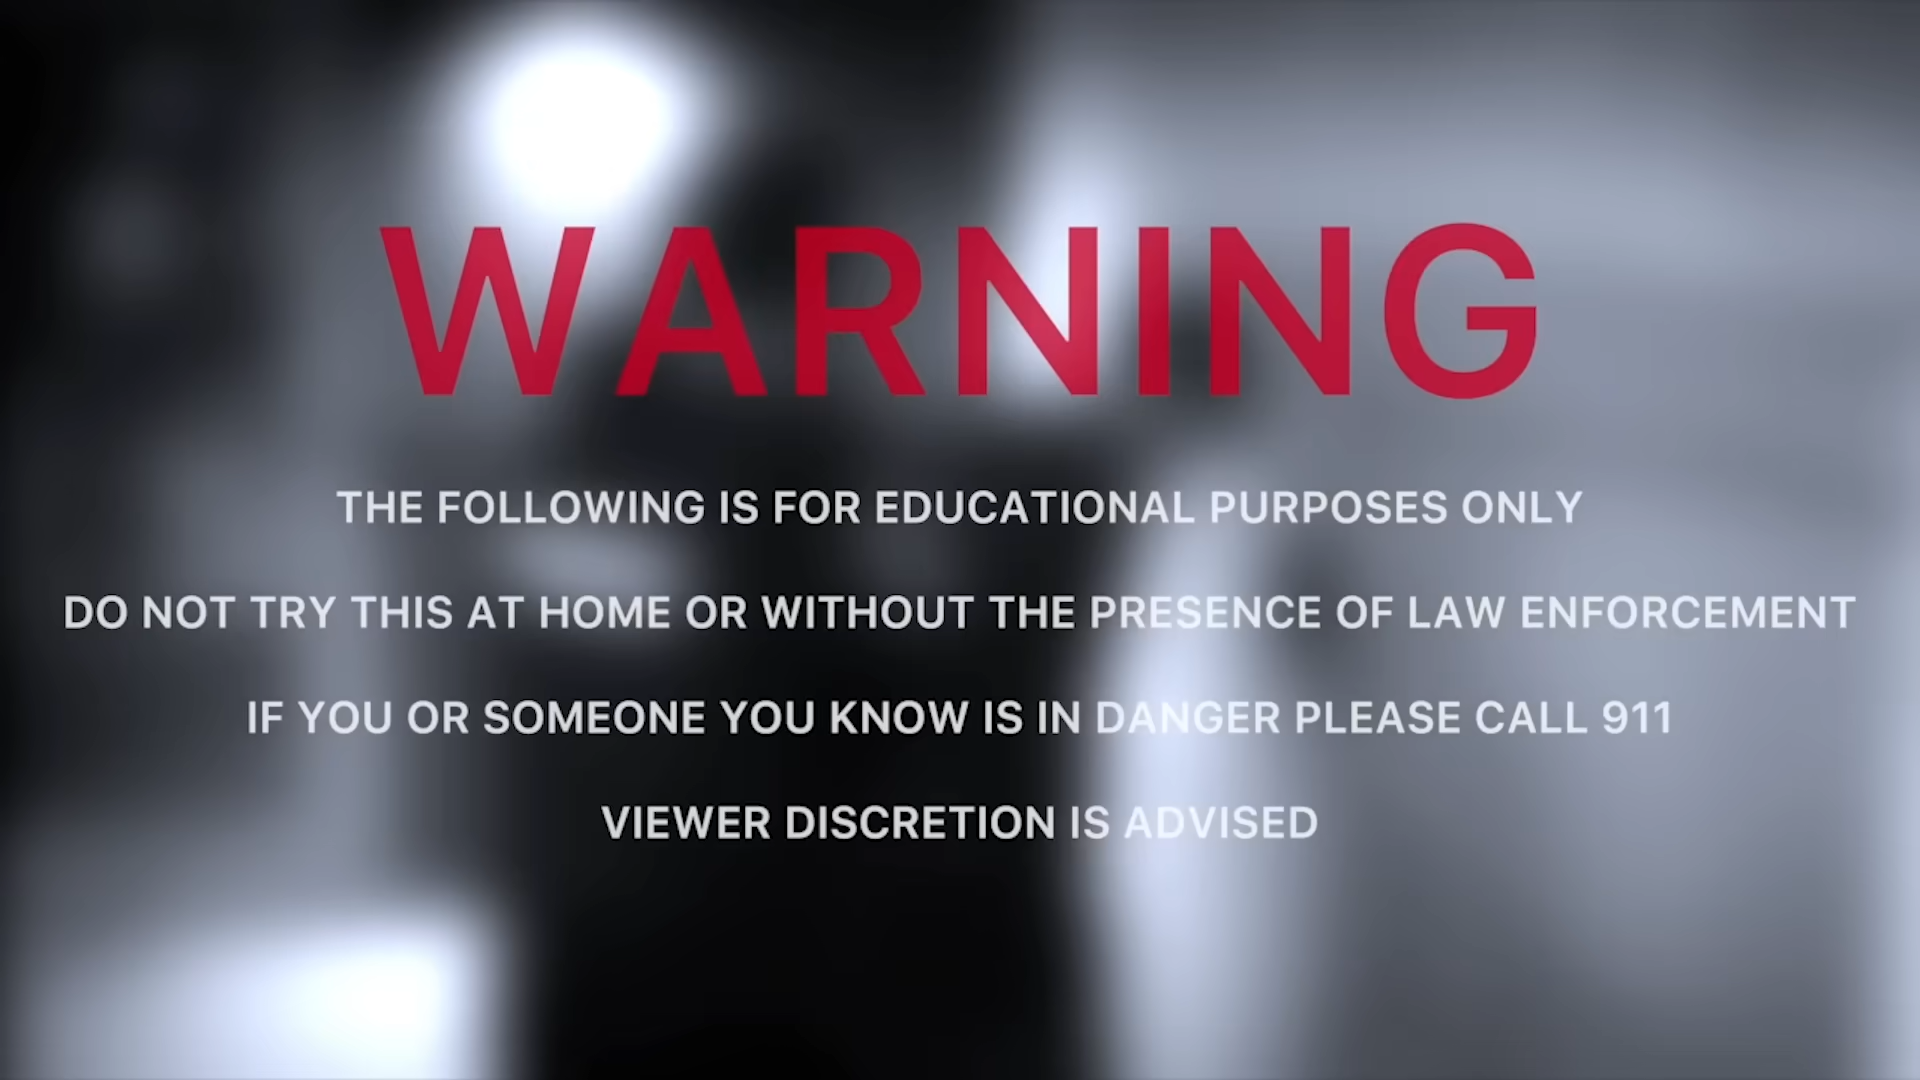 WARNING
THE FOLLOWING IS FOR EDUCATIONAL PURPOSES ONLY
DO NOT TRY THIS AT HOME OR WITHOUT THE PRESENCE OF LAW ENFORCEMENT
IF YOU OR SOMEONE YOU KNOW IS IN DANGER PLEASE CALL 911
VIEWER DISCRETION IS ADVISED